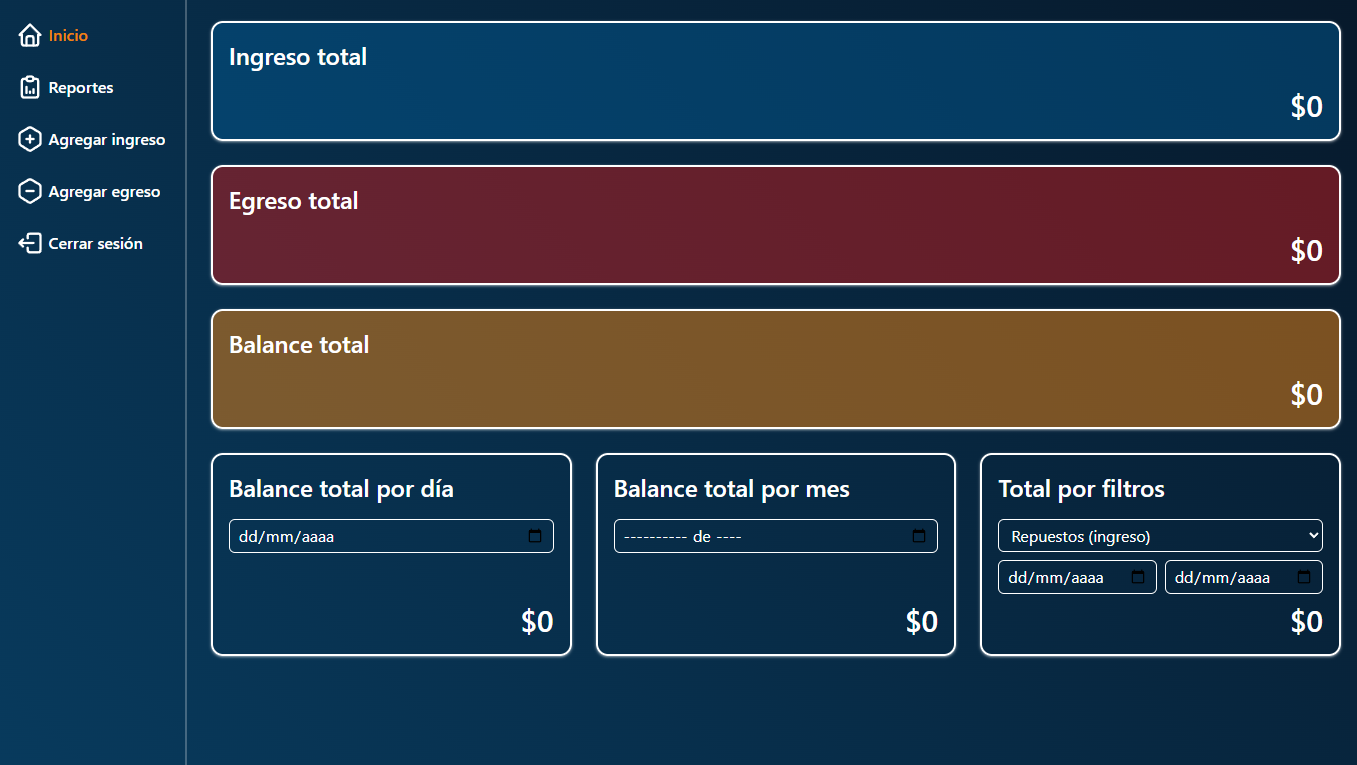 Inicio
Reportes
Agregar ingreso
Agregar egreso
Cerrar sesión
Ingreso total
$0
Egreso total
$0
Balance total
$0
Balance total por día
dd/mm/aaaa
$0
Balance total por mes
---------- de ----
$0
Total por filtros
Repuestos (ingreso)
dd/mm/aaaa dd/mm/aaaa
$0